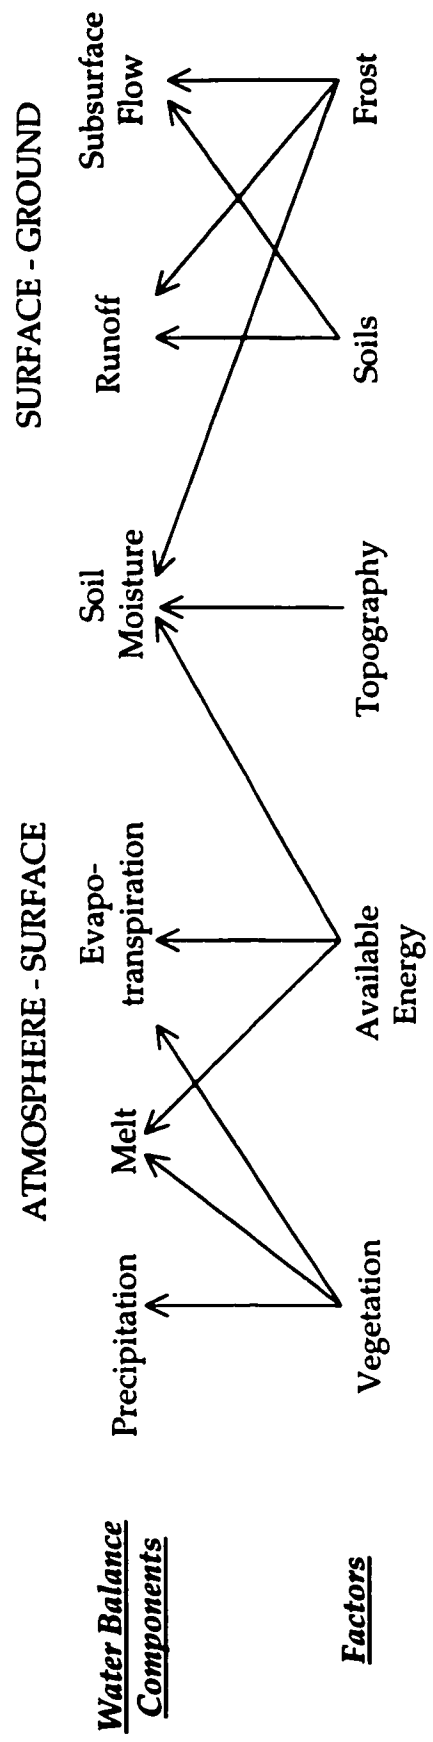 ATMOSPHERE - SURFACE
SURFACE - GROUND
Water Balance
Components
Precipitation
Melt
Evapo-
transpiration
Soil
Moisture
Runoff
Subsurface
Flow
Factors
Vegetation
Available
Energy
Topography
Soils
Frost